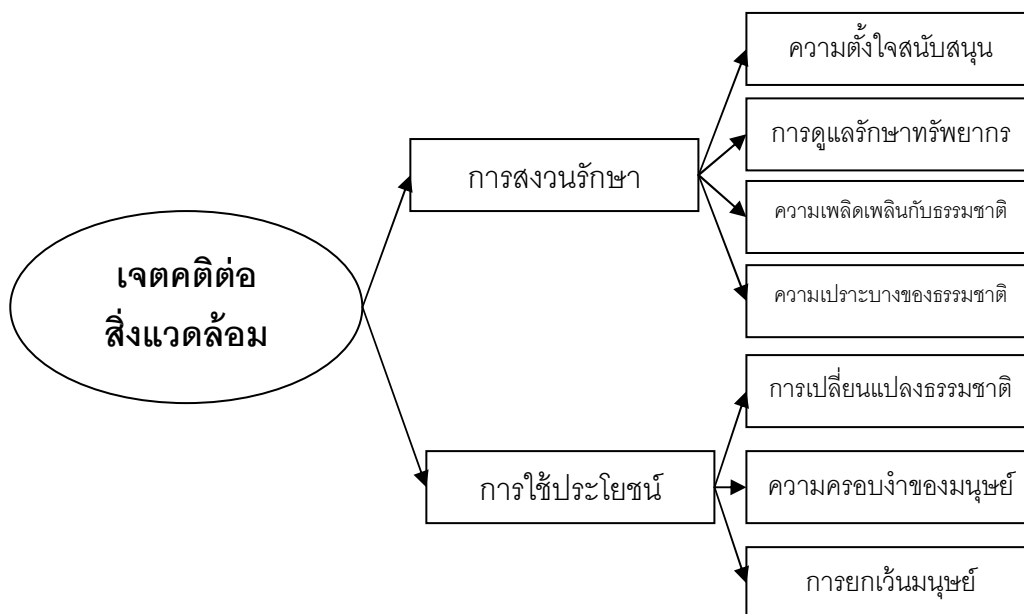 เจตคติต่อ
สิ่งแวดล้อม
การสงวนรักษา
ความตั้งใจสนับสนุน
การดูแลรักษาทรัพยากร
ความเพลิดเพลินกับธรรมชาติ
ความเปราะบางของธรรมชาติ
การใช้ประโยชน์
การเปลี่ยนแปลงธรรมชาติ
ความครอบงำของมนุษย์
การยกเว้นมนุษย์